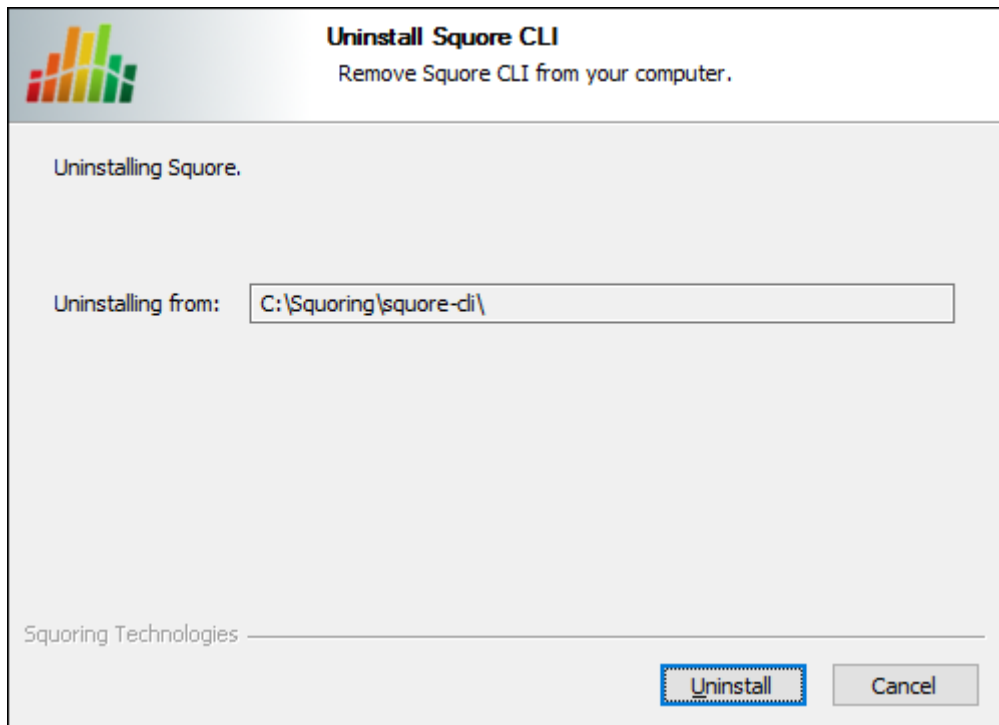 Uninstall Squore CLI
Remove Squore CLI from your computer.
Uninstalling Squore.
Uninstalling from: C:\Squoring\squore-cli\
Squoring Technologies
Uninstall Cancel